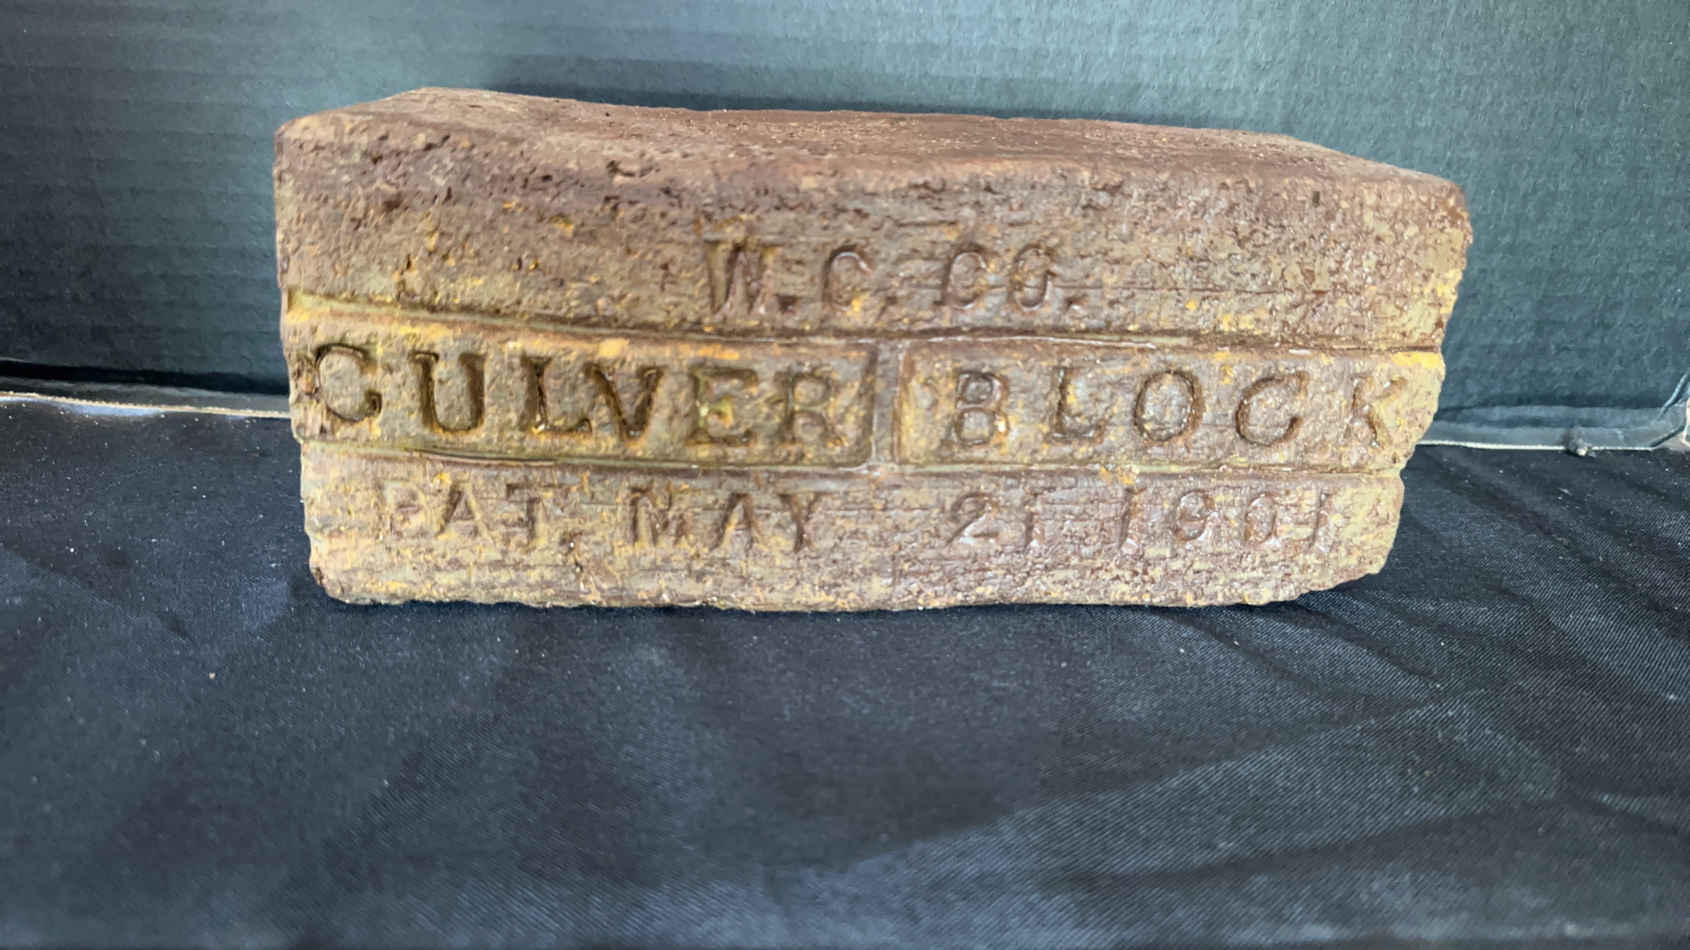 W. C. CO.
CULVER BLOCK
PAT. MAY 21 1901